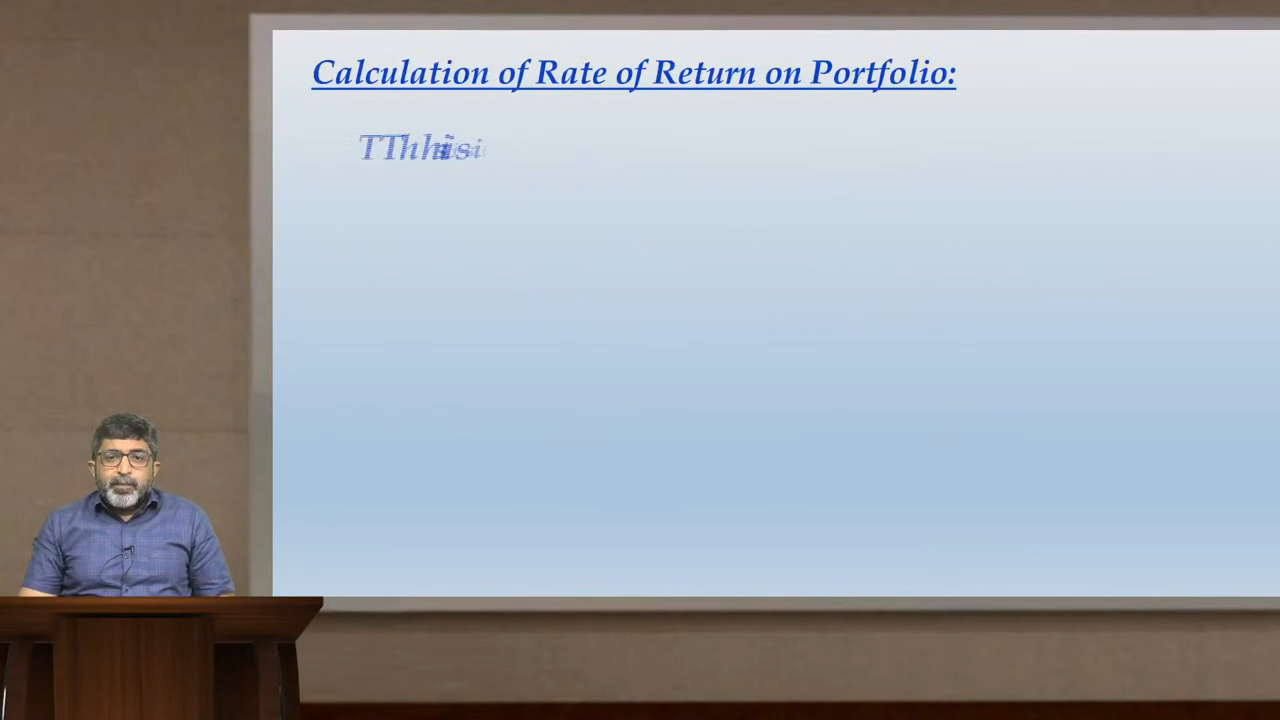 Calculation of Rate of Return on Portfolio: